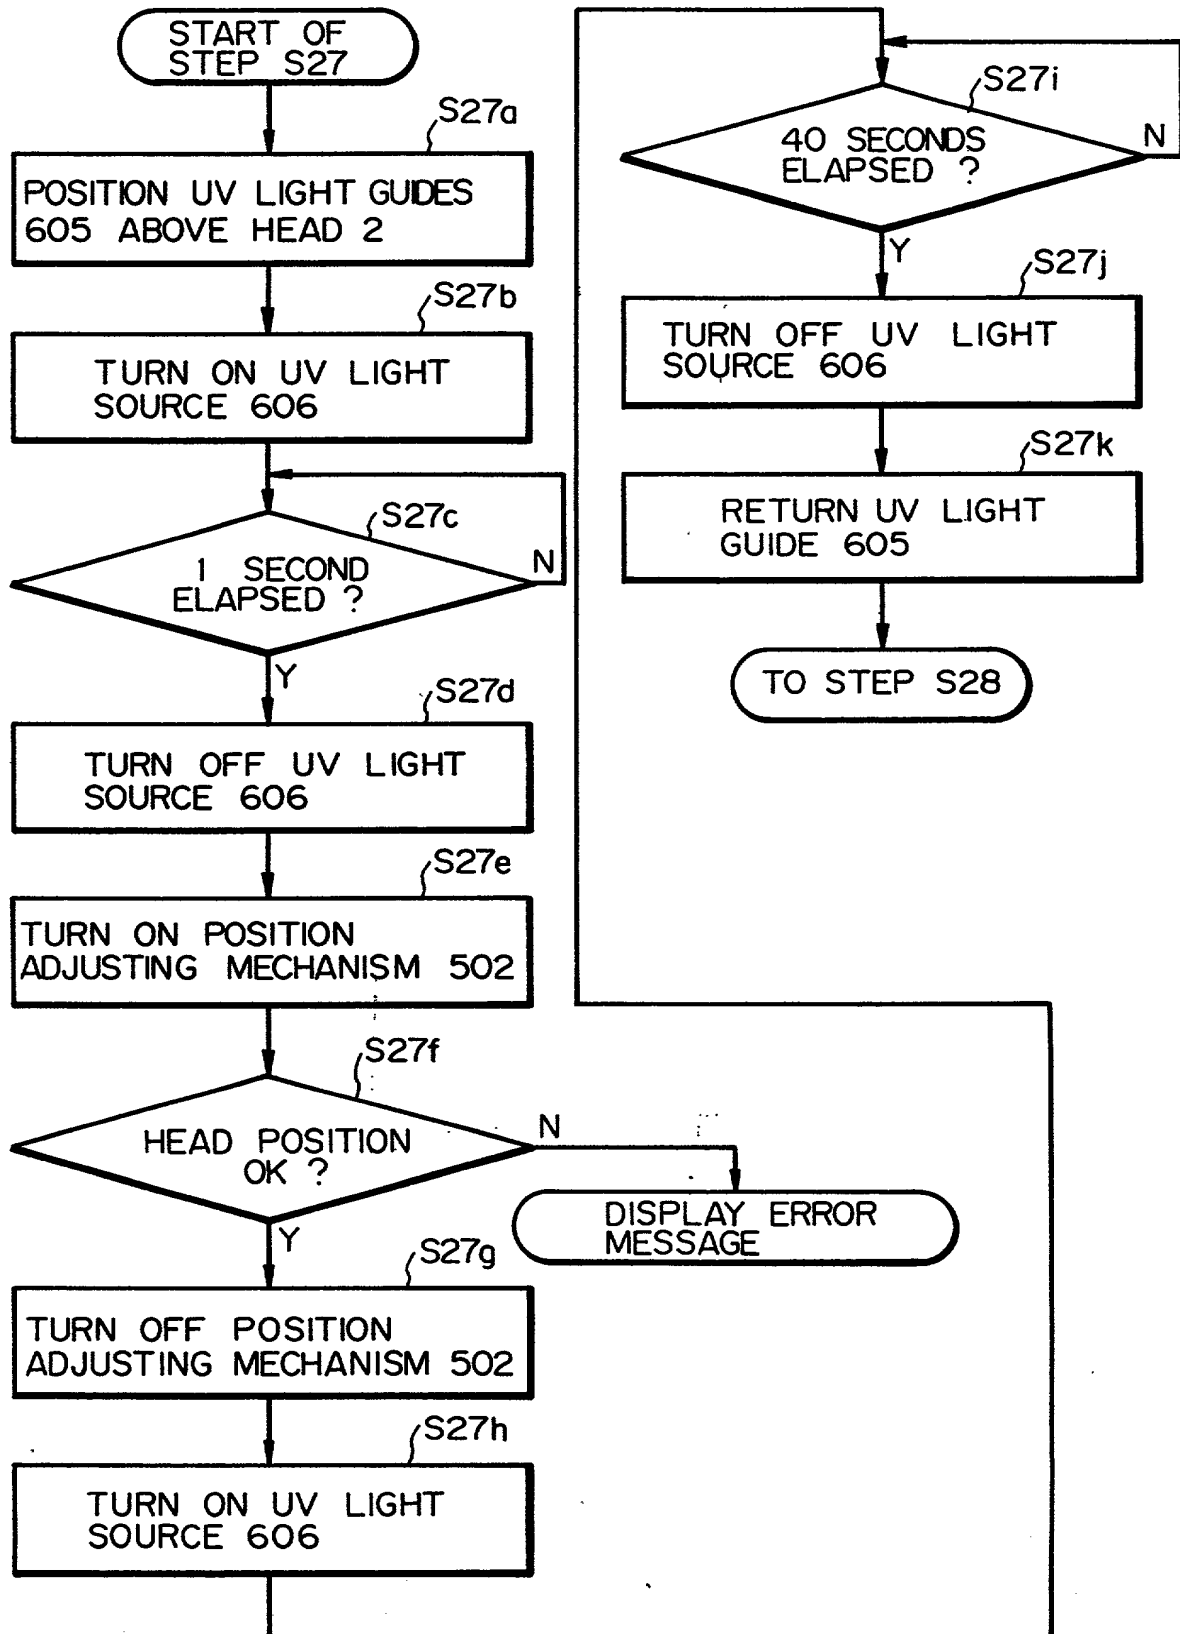 START OF
STEP S27
S27a
POSITION UV LIGHT GUIDES
605 ABOVE HEAD 2
S27b
TURN ON UV LIGHT
SOURCE 606
S27c
1 SECOND
ELAPSED ?
N
Y
S27d
TURN OFF UV LIGHT
SOURCE 606
S27e
TURN ON POSITION
ADJUSTING MECHANISM 502
S27f
HEAD POSITION
OK ?
N
DISPLAY ERROR
MESSAGE
Y
S27g
TURN OFF POSITION
ADJUSTING MECHANISM 502
S27h
TURN ON UV LIGHT
SOURCE 606
S27i
40 SECONDS
ELAPSED ?
N
Y
S27j
TURN OFF UV LIGHT
SOURCE 606
S27k
RETURN UV LIGHT
GUIDE 605
TO STEP S28